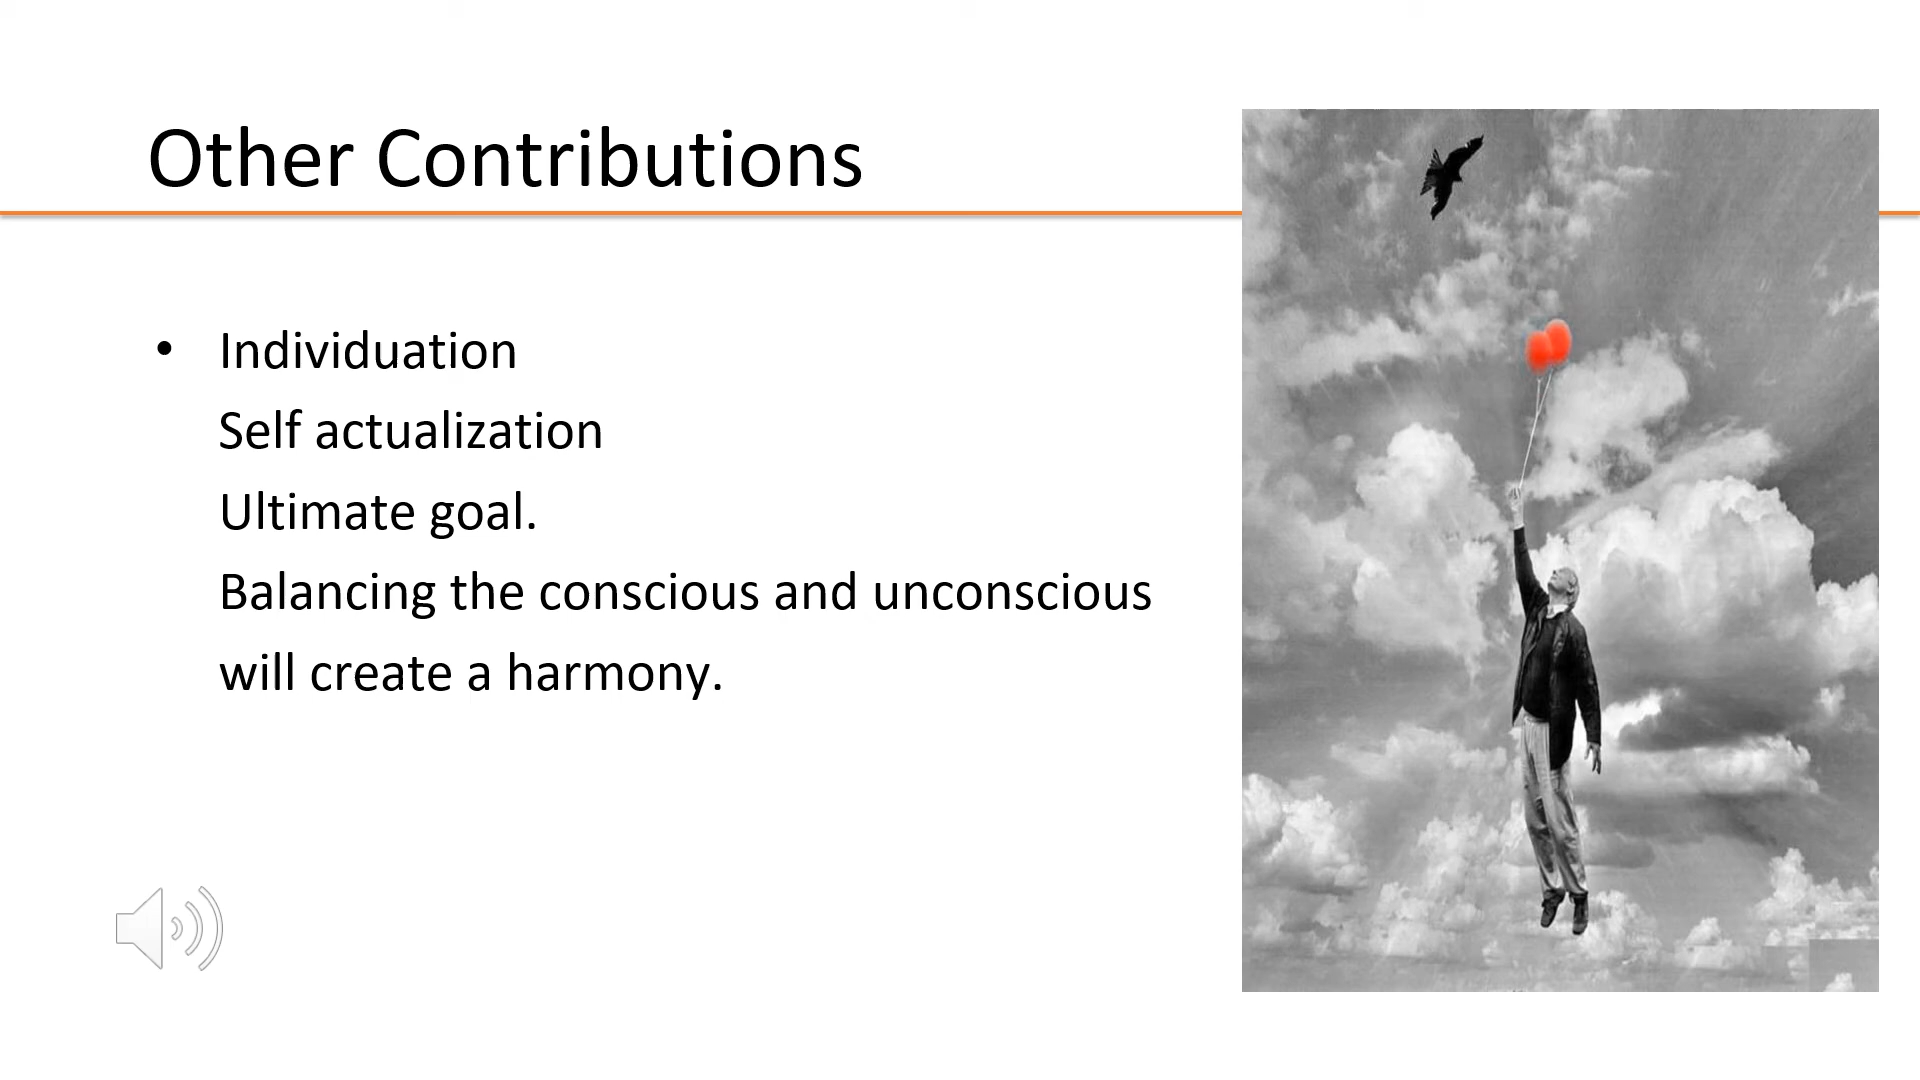 Other Contributions
• Individuation
Self actualization
Ultimate goal.
Balancing the conscious and unconscious
will create a harmony.